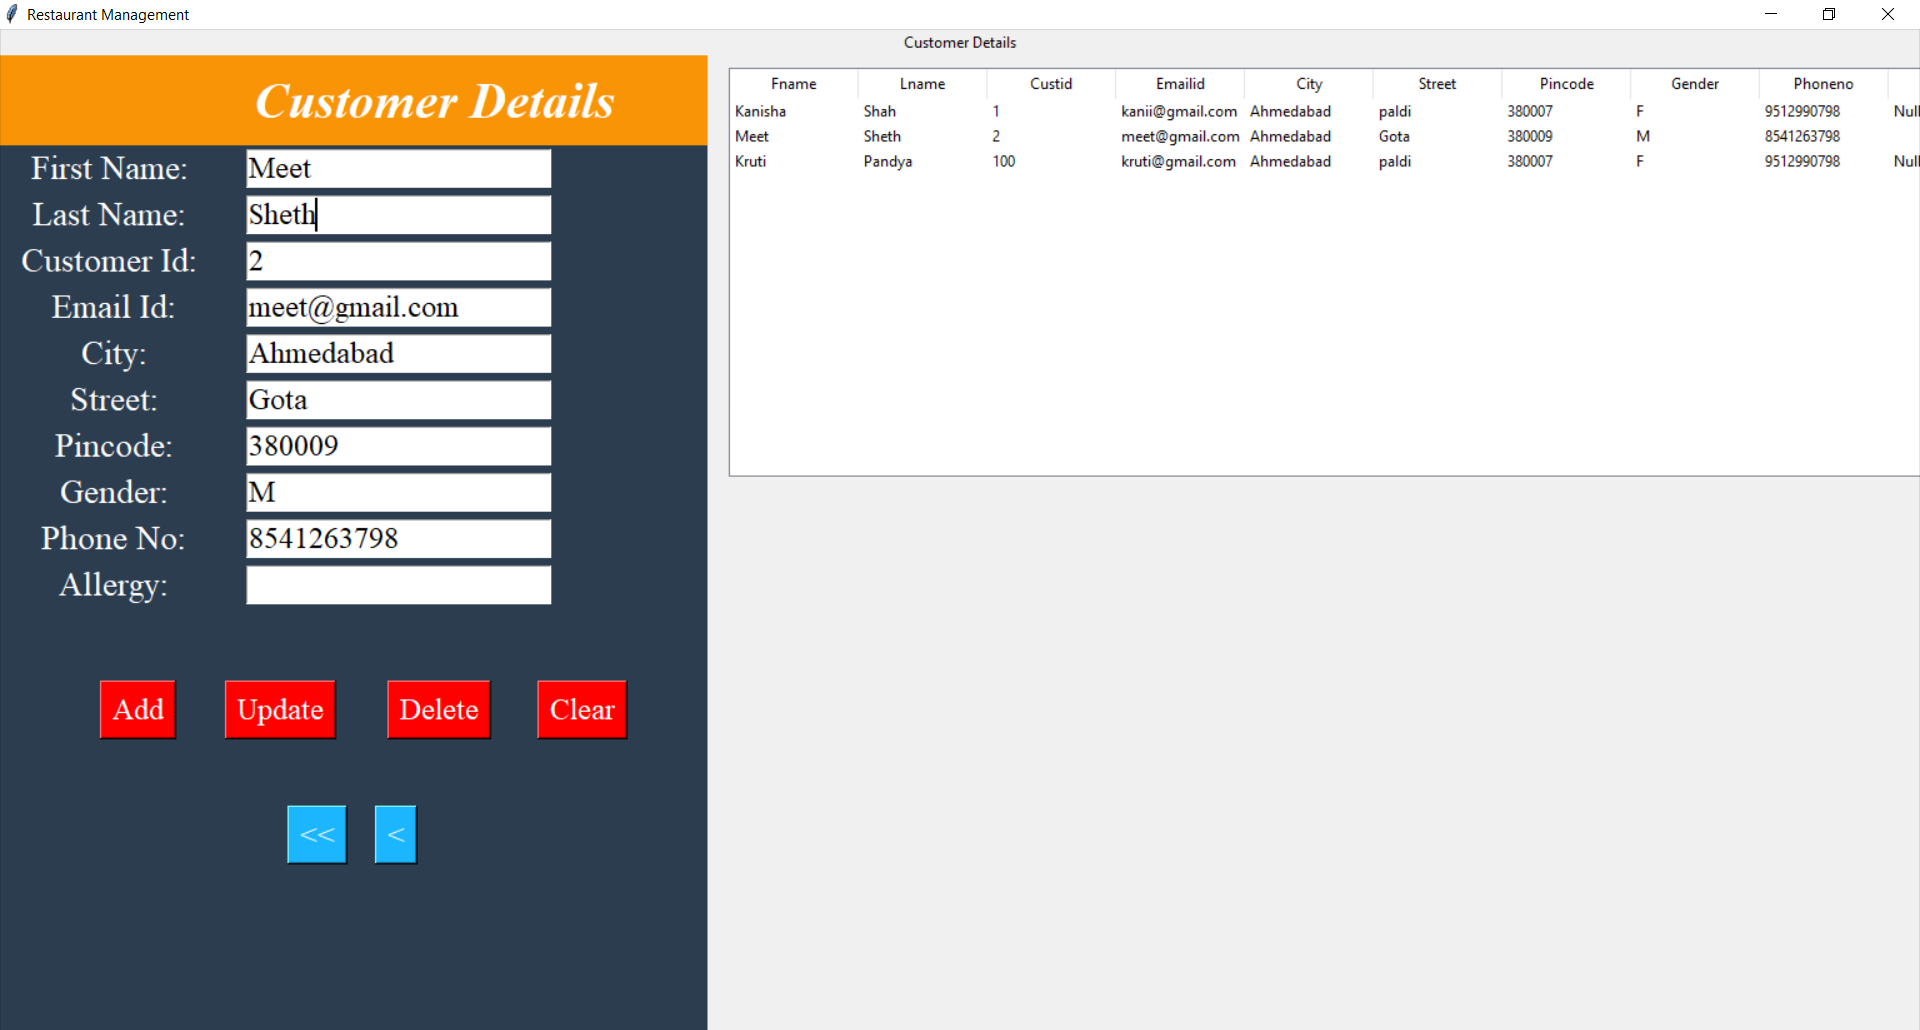 Restaurant Management
Customer Details
Customer Details
First Name: Meet
Last Name: Sheth
Customer Id: 2
Email Id: meet@gmail.com
City: Ahmedabad
Street: Gota
Pincode: 380009
Gender: M
Phone No: 8541263798
Allergy:
Add Update Delete Clear
<< <
Fname Lname Custid Emailid City Street Pincode Gender Phoneno
Kanisha Shah 1 kanii@gmail.com Ahmedabad paldi 380007 F 9512990798 Null
Meet Sheth 2 meet@gmail.com Ahmedabad Gota 380009 M 8541263798
Kruti Pandya 100 kruti@gmail.com Ahmedabad paldi 380007 F 9512990798 Null